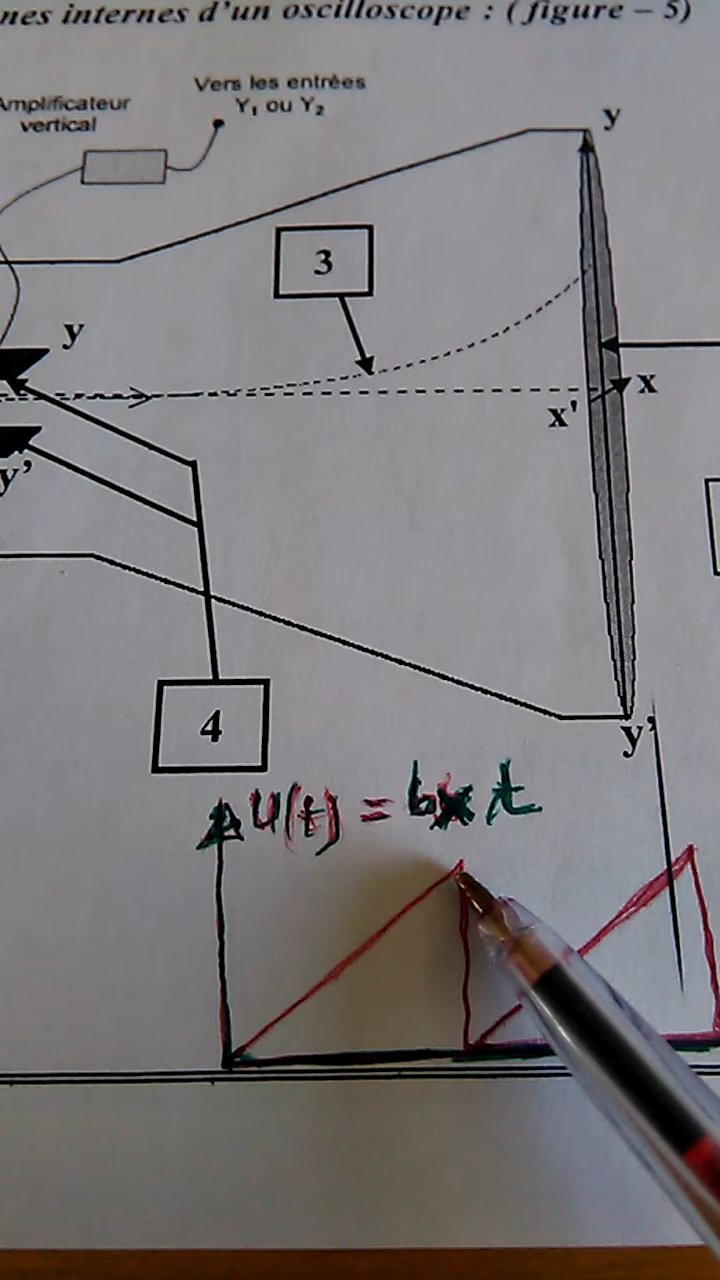 nes internes d'un oscilloscope : ( figure – 5)
Vers les entrées
Y₁ ou Y₂
Amplificateur
vertical
y
3
y
x
x'
y'
4
y'
u(t) = b x t